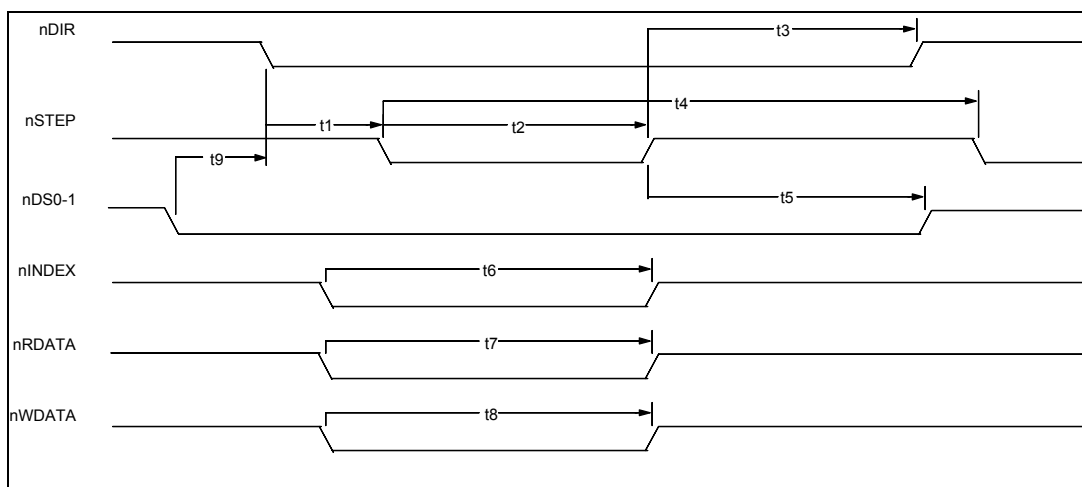 nDIR
t3
nSTEP
t4
t1
t2
t9
nDS0-1
t5
nINDEX
t6
nRDATA
t7
nWDATA
t8